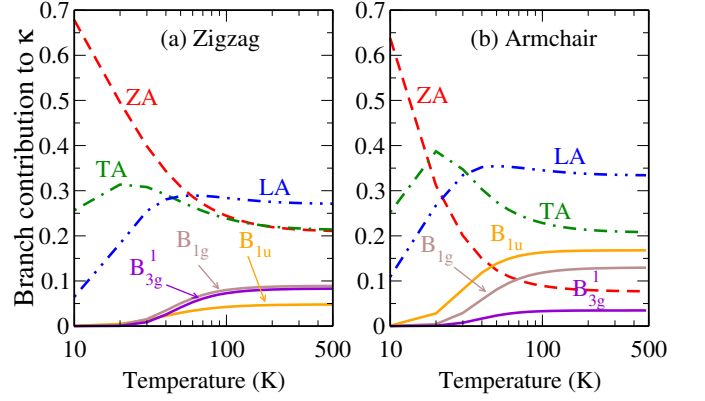 Branch contribution to κ
0.7
0.6
0.5
0.4
0.3
0.2
0.1
0
(a) Zigzag
ZA
TA
LA
B1g
B1u
B3g1
10
100
500
Temperature (K)
0.7
0.6
0.5
0.4
0.3
0.2
0.1
0
(b) Armchair
ZA
LA
TA
B1u
B1g
B3g1
10
100
500
Temperature (K)